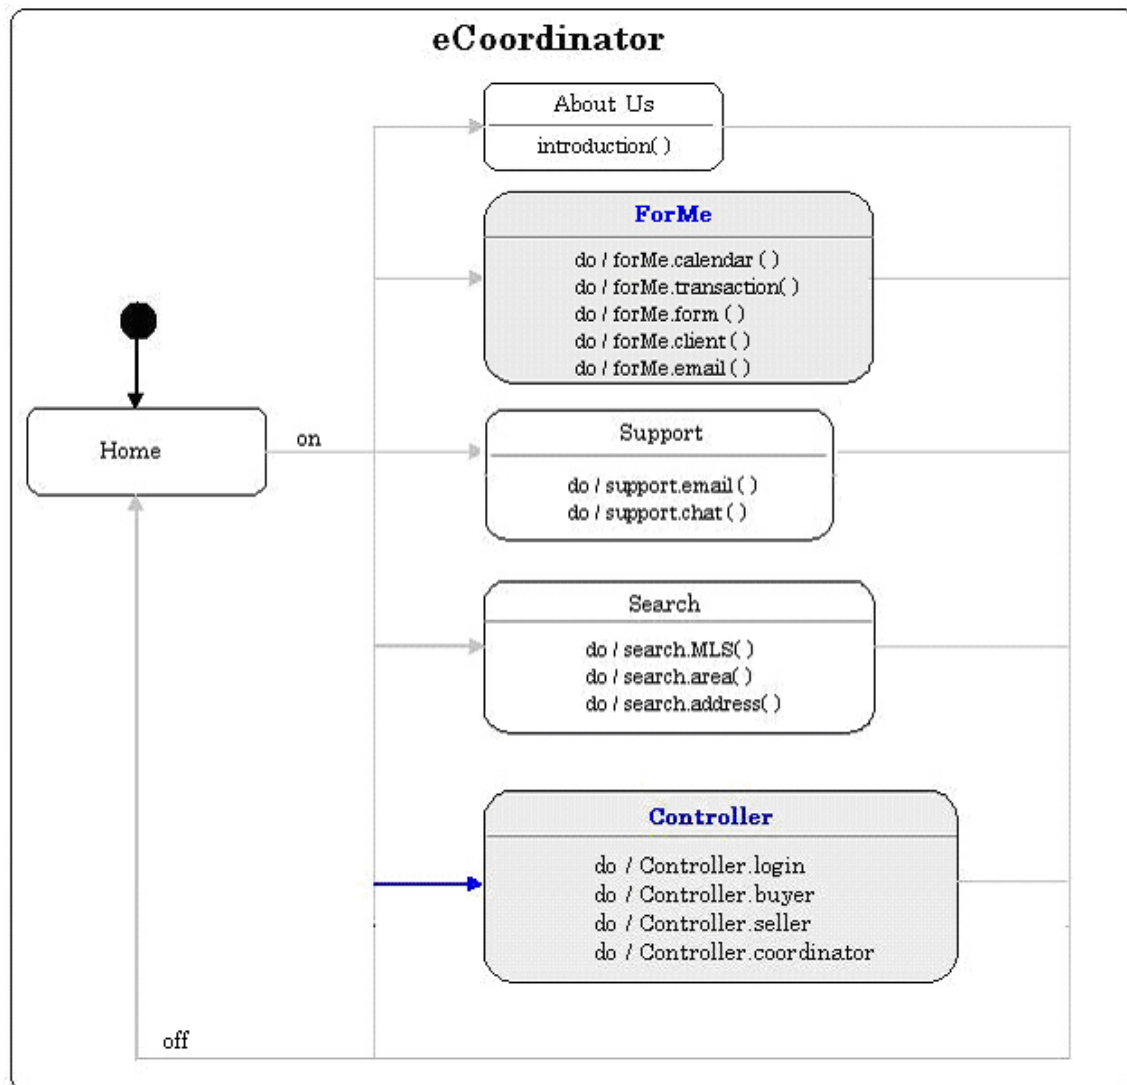 eCoordinator
About Us
introduction( )
ForMe
do / forMe.calendar ( )
do / forMe.transaction( )
do / forMe.form ( )
do / forMe.client ( )
do / forMe.email ( )
Home
on
Support
do / support.email ( )
do / support.chat ( )
Search
do / search.MLS( )
do / search.area( )
do / search.address( )
Controller
do / Controller.login
do / Controller.buyer
do / Controller.seller
do / Controller.coordinator
off